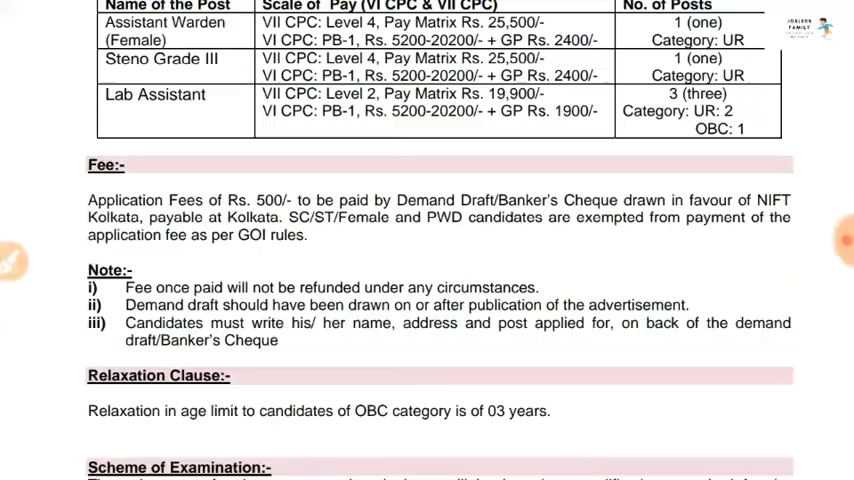 Name of the Post Scale of Pay (VI CPC & VII CPC) No. of Posts
Assistant Warden VII CPC: Level 4, Pay Matrix Rs. 25,500/- 1 (one)
(Female) VI CPC: PB-1, Rs. 5200-20200/- + GP Rs. 2400/- Category: UR
Steno Grade III VII CPC: Level 4, Pay Matrix Rs. 25,500/- 1 (one)
VI CPC: PB-1, Rs. 5200-20200/- + GP Rs. 2400/- Category: UR
Lab Assistant VII CPC: Level 2, Pay Matrix Rs. 19,900/- 3 (three)
VI CPC: PB-1, Rs. 5200-20200/- + GP Rs. 1900/- Category: UR: 2
OBC: 1
JOBLESS
FAMILY
Fee:-
Application Fees of Rs. 500/- to be paid by Demand Draft/Banker's Cheque drawn in favour of NIFT
Kolkata, payable at Kolkata. SC/ST/Female and PWD candidates are exempted from payment of the
application fee as per GOI rules.
Note:-
i) Fee once paid will not be refunded under any circumstances.
ii) Demand draft should have been drawn on or after publication of the advertisement.
iii) Candidates must write his/ her name, address and post applied for, on back of the demand
draft/Banker's Cheque
Relaxation Clause:-
Relaxation in age limit to candidates of OBC category is of 03 years.
Scheme of Examination:-